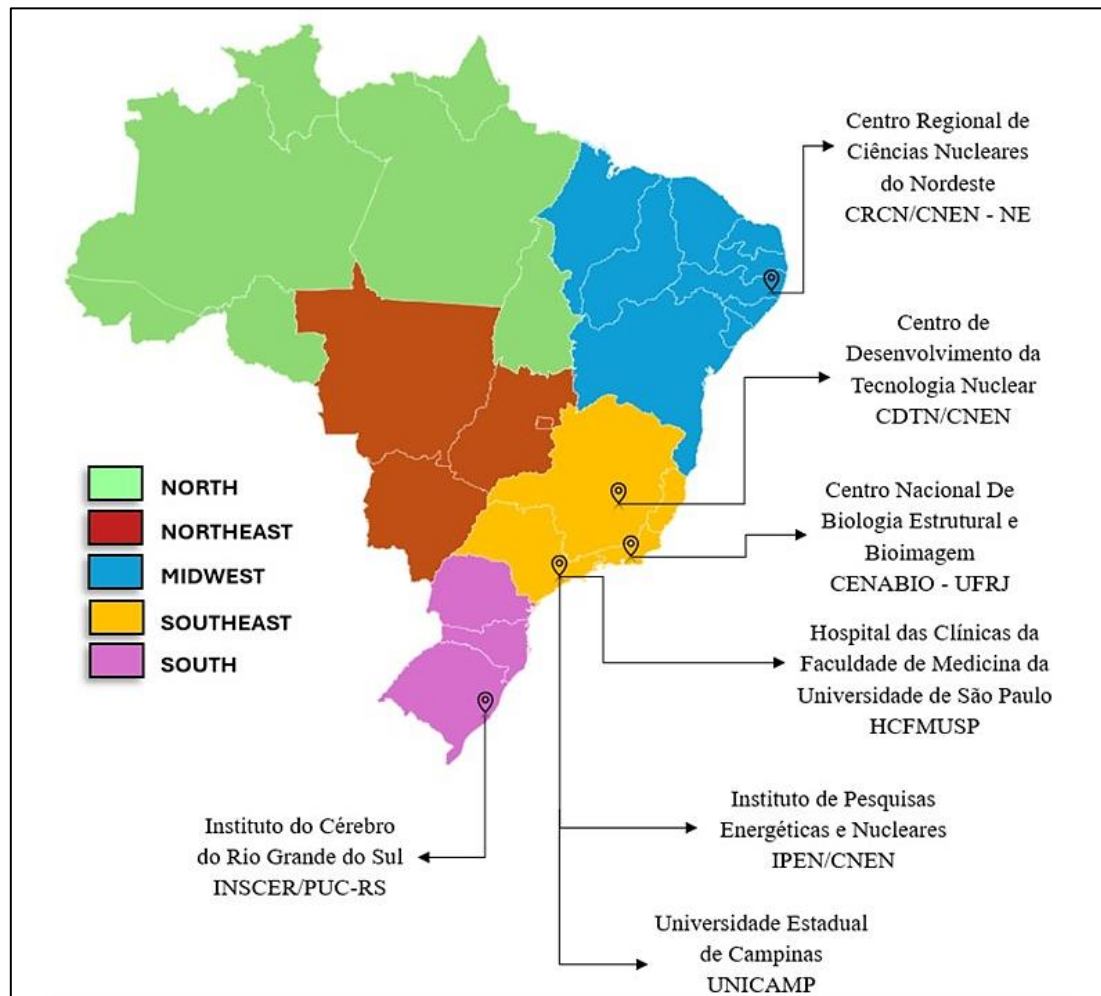 Centro Regional de
Ciências Nucleares
do Nordeste
CRCN/CNEN - NE
Centro de
Desenvolvimento da
Tecnologia Nuclear
CDTN/CNEN
NORTH
NORTHEAST
MIDWEST
SOUTHEAST
SOUTH
Centro Nacional De
Biologia Estrutural e
Bioimagem
CENABIO - UFRJ
Hospital das Clínicas da
Faculdade de Medicina da
Universidade de São Paulo
HCFMUSP
Instituto de Pesquisas
Energéticas e Nucleares
IPEN/CNEN
Instituto do Cérebro
do Rio Grande do Sul
INSCER/PUC-RS
Universidade Estadual
de Campinas
UNICAMP